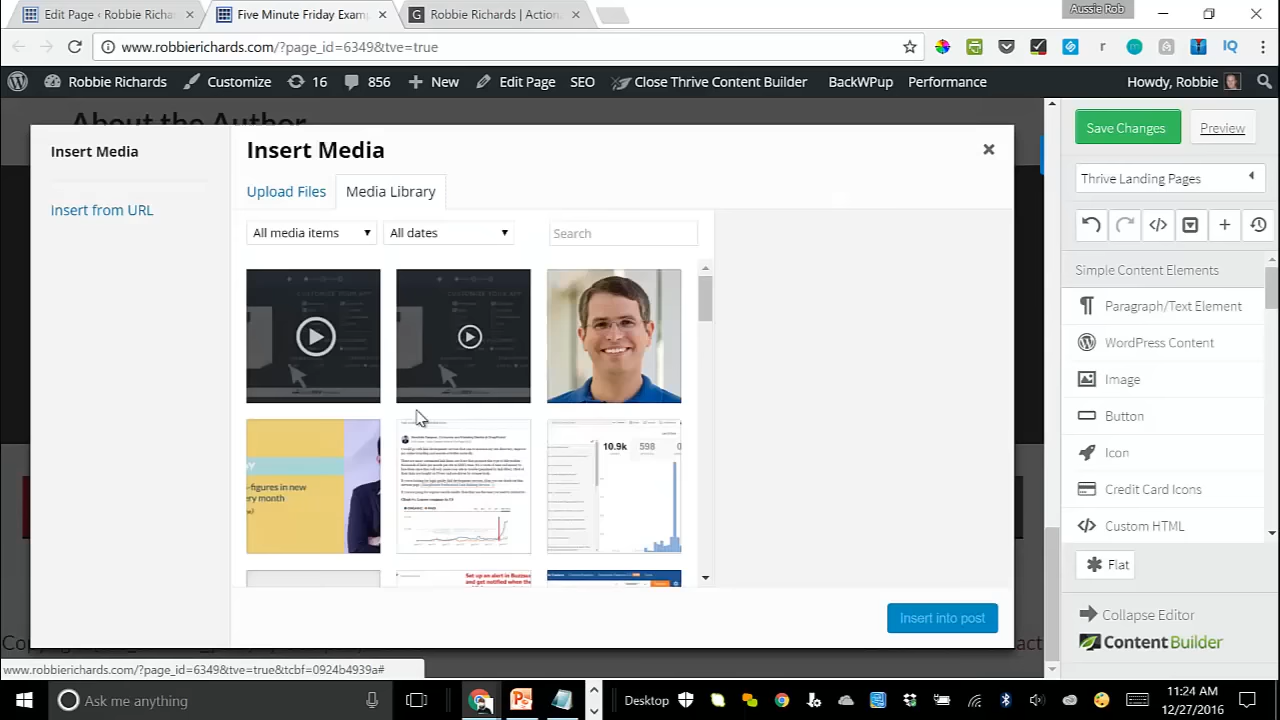 Edit Page ‹ Robbie Richa
Five Minute Friday Exam
Robbie Richards | Action
Aussie Rob
www.robbierichards.com/?page_id=6349&tve=true
Robbie Richards
Customize
16
856
New
Edit Page
SEO
Close Thrive Content Builder
BackWPup
Performance
Howdy, Robbie
About the Author
Insert Media
Insert from URL
Insert Media
Upload Files
Media Library
All media items
All dates
Search
10.9k 598 0
-figures in new
very month
Set up an alert in Buzzsu
and get notified when the
Insert into post
Save Changes
Preview
Thrive Landing Pages
Simple Content Elements
Paragraph/Text Element
WordPress Content
Image
Button
Icon
Credit Card Icons
Custom HTML
Flat
Collapse Editor
Content Builder
www.robbierichards.com/?page_id=6349&tve=true&tcbf=0924b4939a#
Ask me anything
Desktop
11:24 AM
12/27/2016